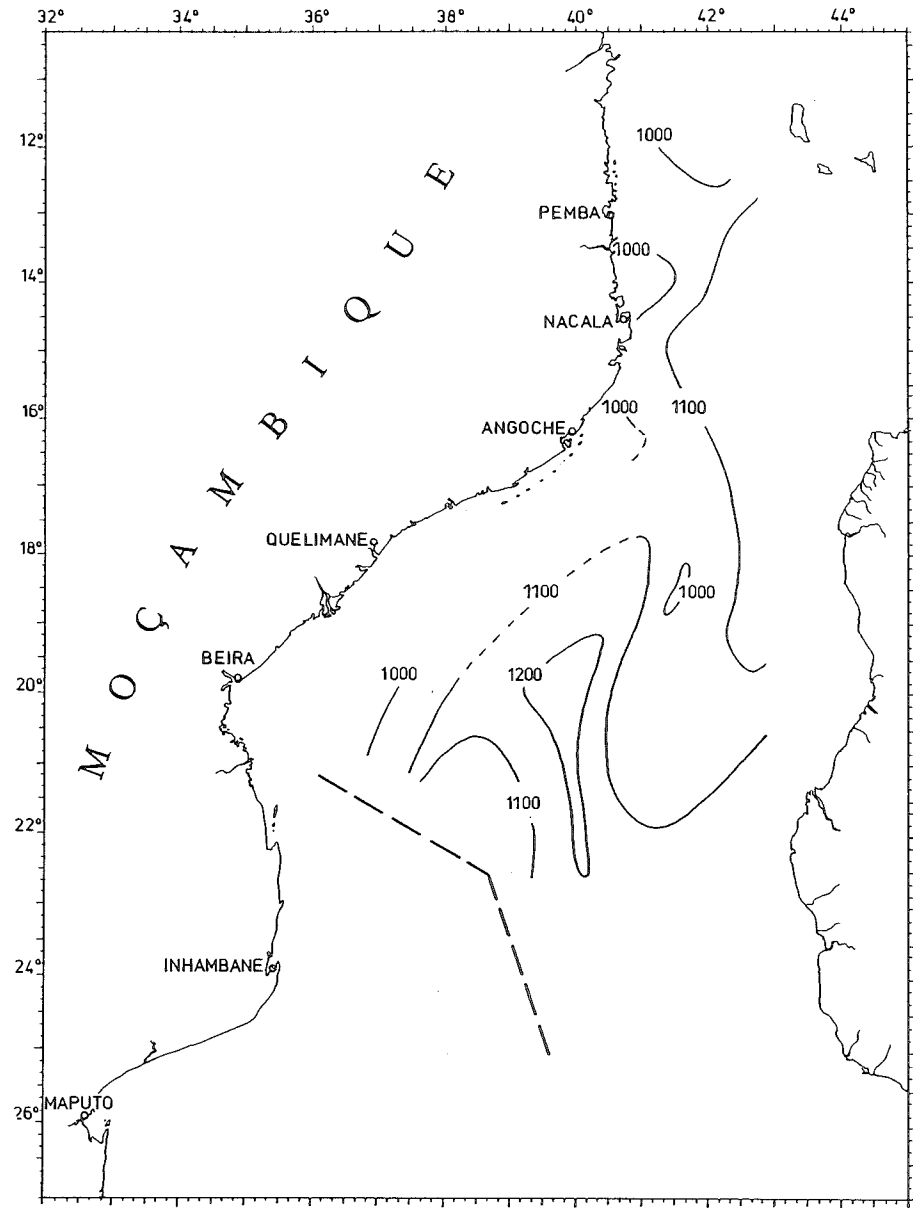 32° 34° 36° 38° 40° 42° 44°
12°
14°
16°
18°
20°
22°
24°
26°
MOÇAMBIQUE
1000
PEMBA
1000
NACALA
1000
1100
ANGOCHE
QUELIMANE
1100
1000
BEIRA
1000
1200
1100
INHAMBANE
MAPUTO